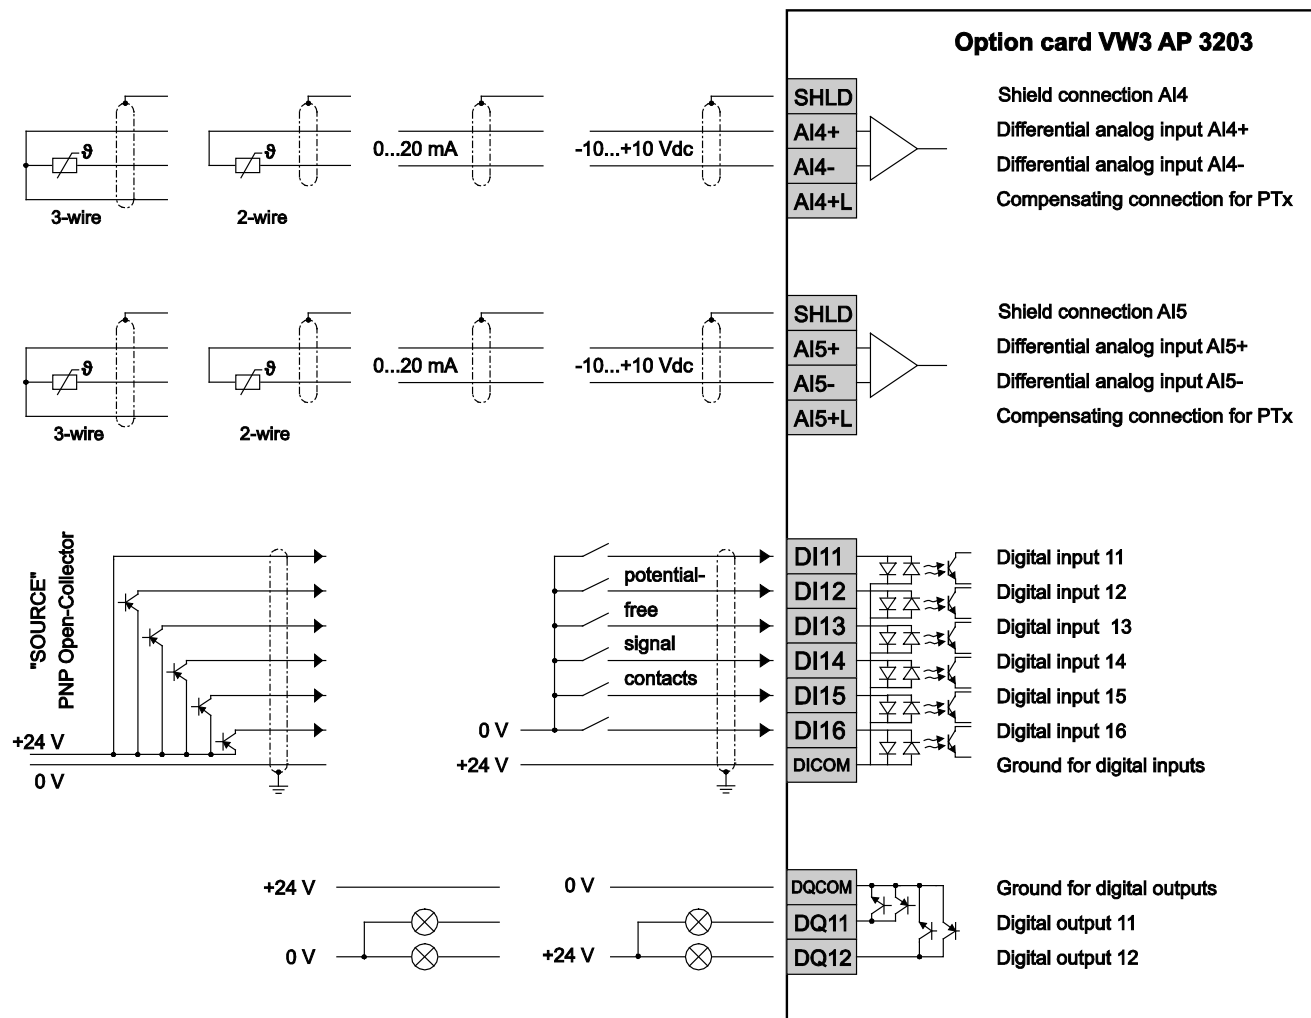 Option card VW3 AP 3203
SHLD Shield connection AI4
0...20 mA -10...+10 Vdc AI4+ Differential analog input AI4+
ϑ ϑ AI4- Differential analog input AI4-
AI4+L Compensating connection for PTx
3-wire 2-wire
SHLD Shield connection AI5
0...20 mA -10...+10 Vdc AI5+ Differential analog input AI5+
ϑ ϑ AI5- Differential analog input AI5-
AI5+L Compensating connection for PTx
3-wire 2-wire
"SOURCE"
PNP Open-Collector
+24 V
0 V
potential-
free
signal
contacts
0 V
+24 V
DI11 Digital input 11
DI12 Digital input 12
DI13 Digital input 13
DI14 Digital input 14
DI15 Digital input 15
DI16 Digital input 16
DICOM Ground for digital inputs
+24 V 0 V DQCOM Ground for digital outputs
DQ11 Digital output 11
0 V +24 V DQ12 Digital output 12